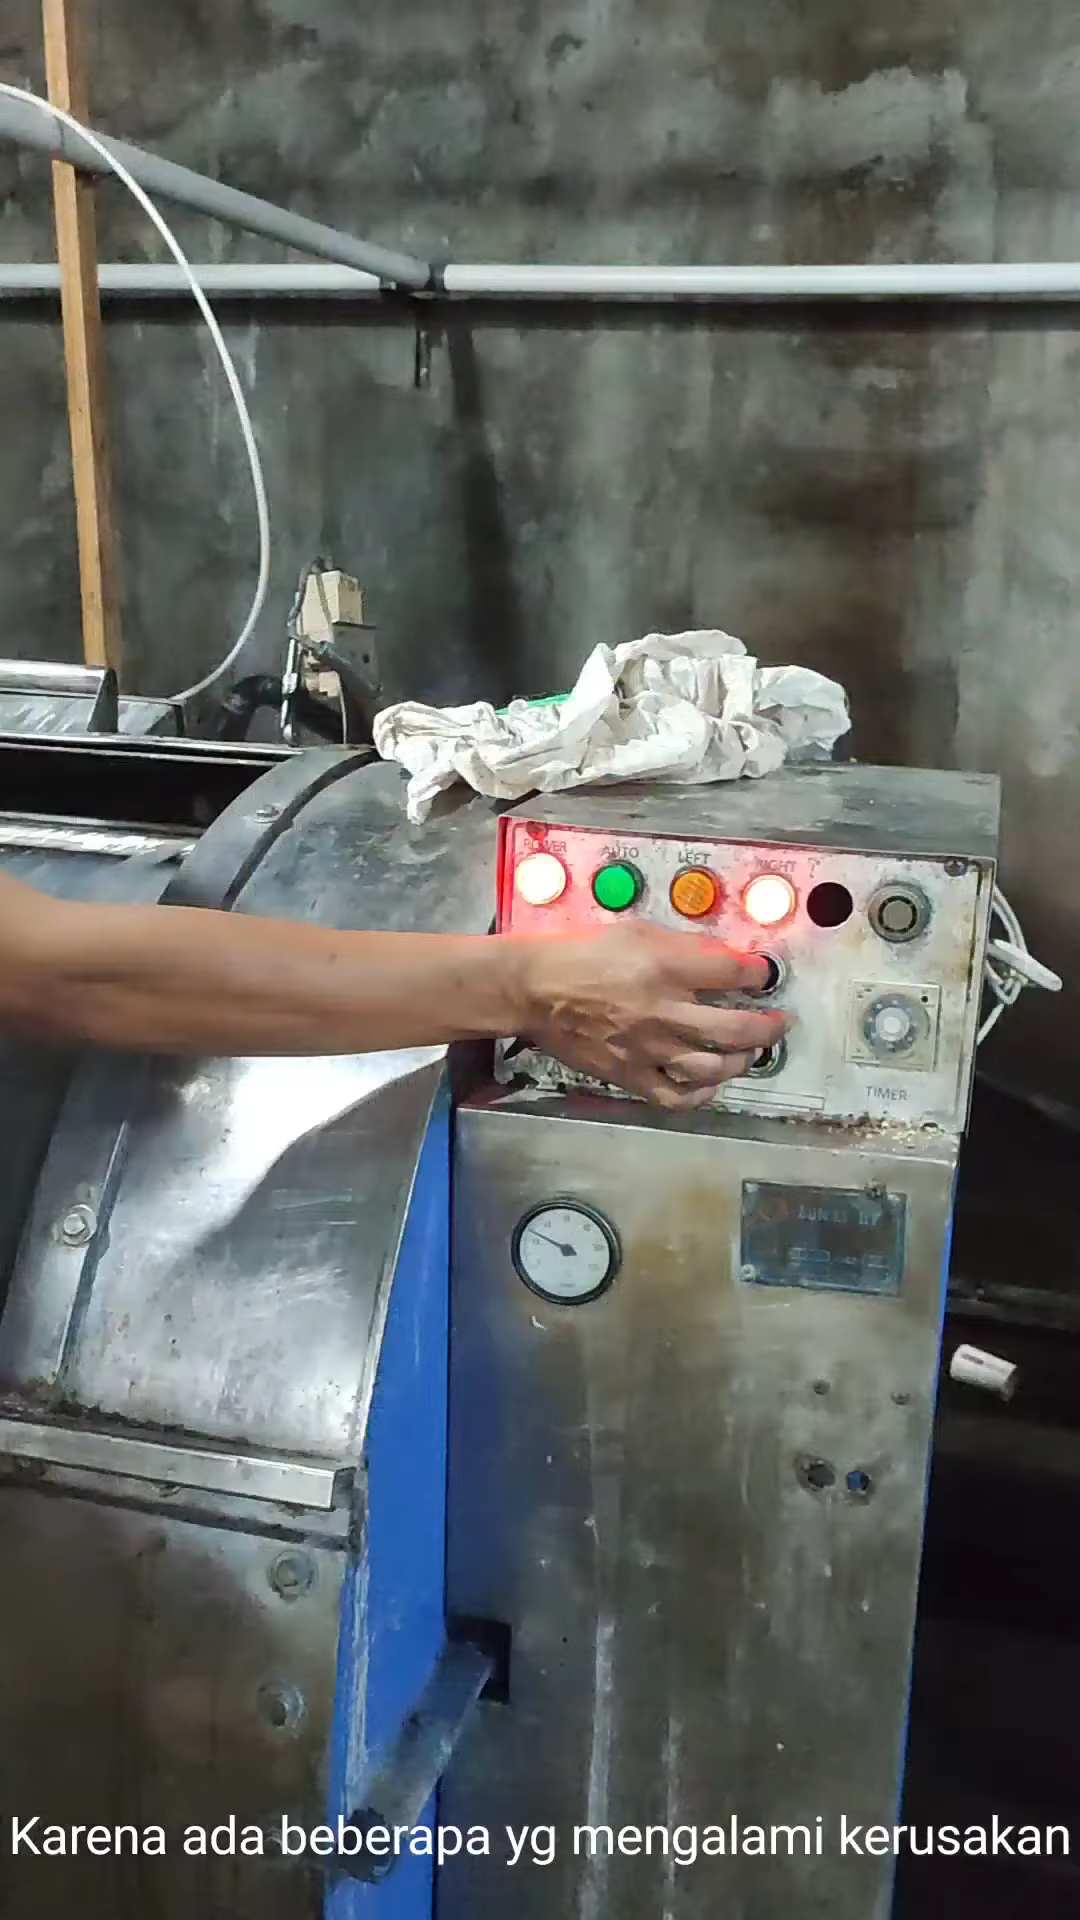 POWER
AUTO
LEFT
RIGHT
TIMER
Karena ada beberapa yg mengalami kerusakan